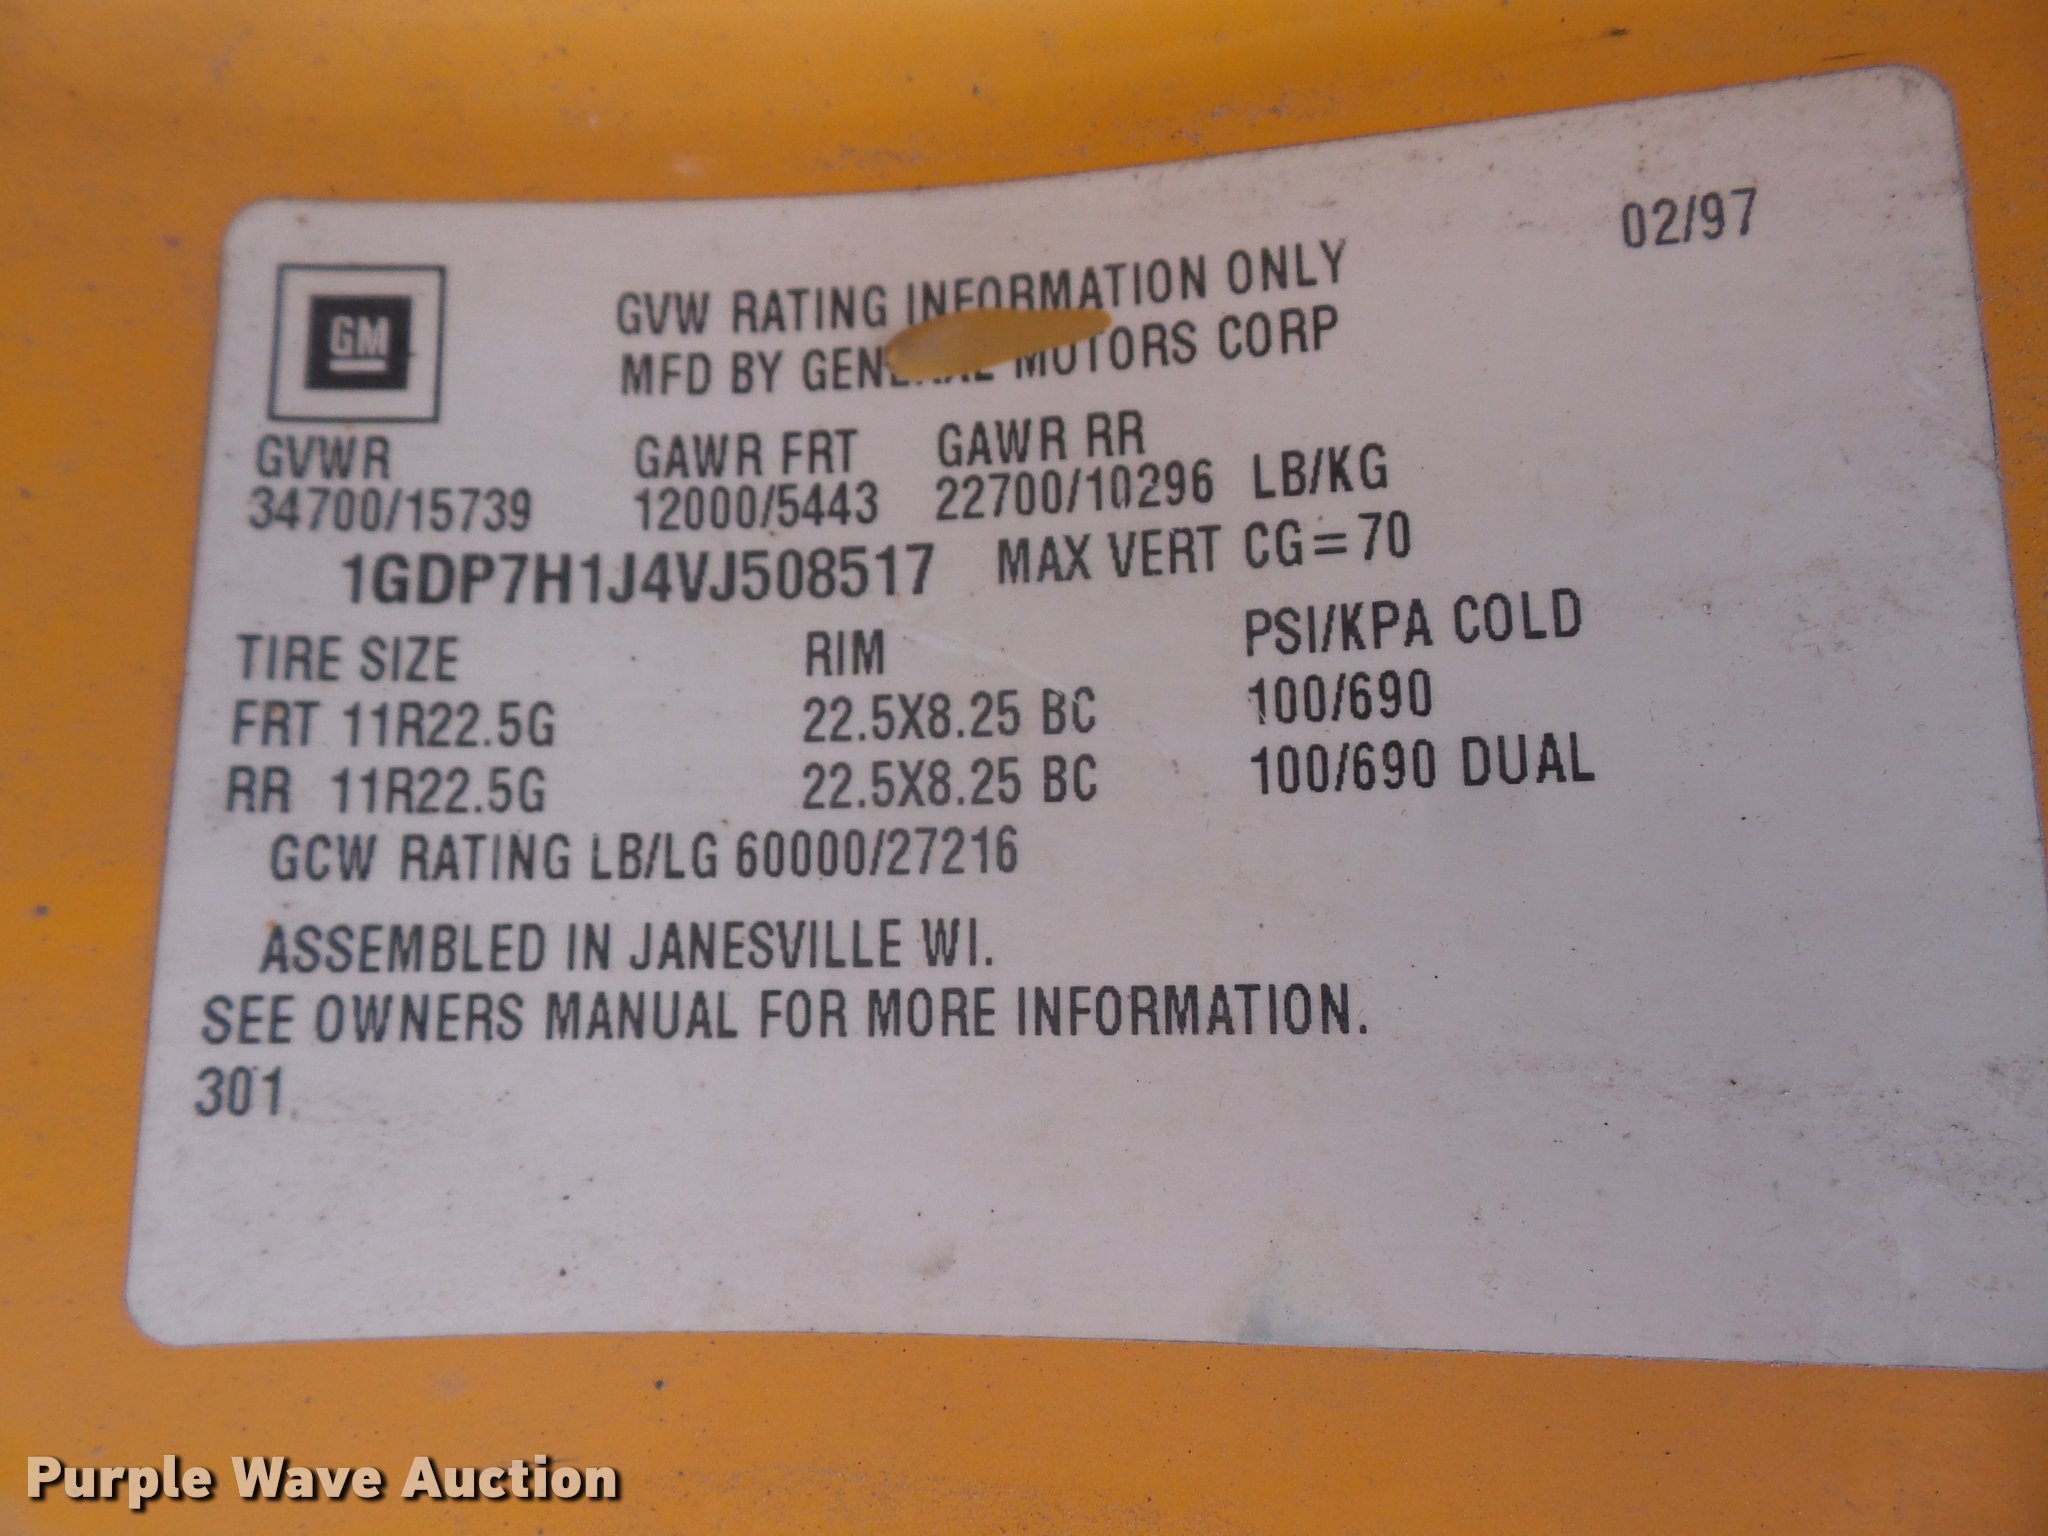 02/97
GM
GVW RATING INFORMATION ONLY
MFD BY GENERAL MOTORS CORP
GVWR GAWR FRT GAWR RR
34700/15739 12000/5443 22700/10296 LB/KG
1GDP7H1J4VJ508517 MAX VERT CG=70
TIRE SIZE RIM PSI/KPA COLD
FRT 11R22.5G 22.5X8.25 BC 100/690
RR 11R22.5G 22.5X8.25 BC 100/690 DUAL
GCW RATING LB/LG 60000/27216
ASSEMBLED IN JANESVILLE WI.
SEE OWNERS MANUAL FOR MORE INFORMATION.
301
Purple Wave Auction